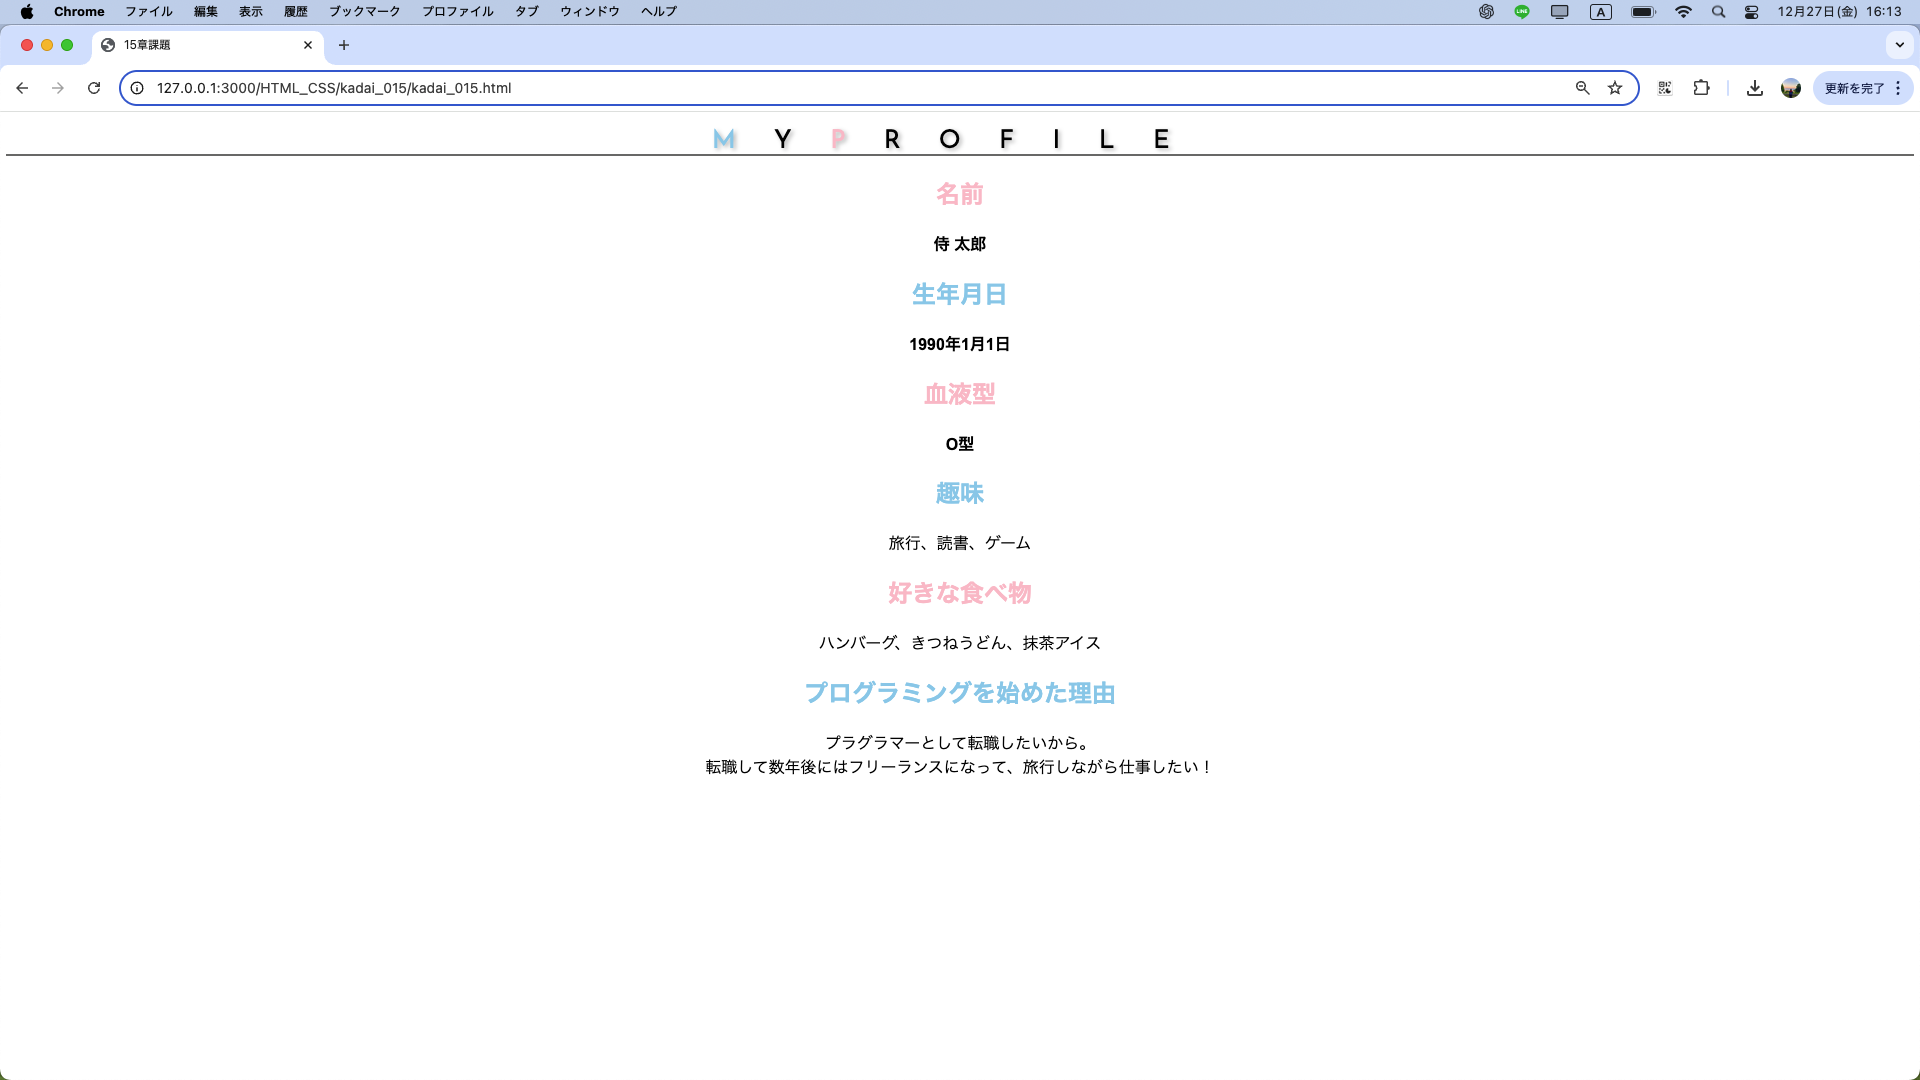 Chrome ファイル 編集 表示 履歴 ブックマーク プロファイル タブ ウィンドウ ヘルプ LINE A 12月27日(金) 16:13
15章課題
127.0.0.1:3000/HTML_CSS/kadai_015/kadai_015.html 更新を完了
M Y P R O F I L E
名前
侍 太郎
生年月日
1990年1月1日
血液型
O型
趣味
旅行、読書、ゲーム
好きな食べ物
ハンバーグ、きつねうどん、抹茶アイス
プログラミングを始めた理由
プラグラマーとして転職したいから。
転職して数年後にはフリーランスになって、旅行しながら仕事したい！